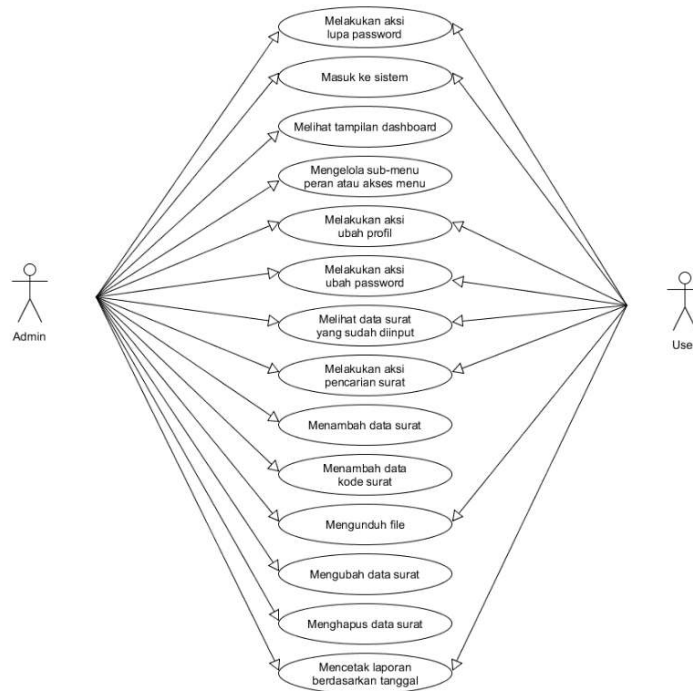 Melakukan aksi
lupa password
Masuk ke sistem
Melihat tampilan dashboard
Mengelola sub-menu
peran atau akses menu
Melakukan aksi
ubah profil
Melakukan aksi
ubah password
Admin
Melihat data surat
yang sudah diinput
Use
Melakukan aksi
pencarian surat
Menambah data surat
Menambah data
kode surat
Mengunduh file
Mengubah data surat
Menghapus data surat
Mencetak laporan
berdasarkan tanggal